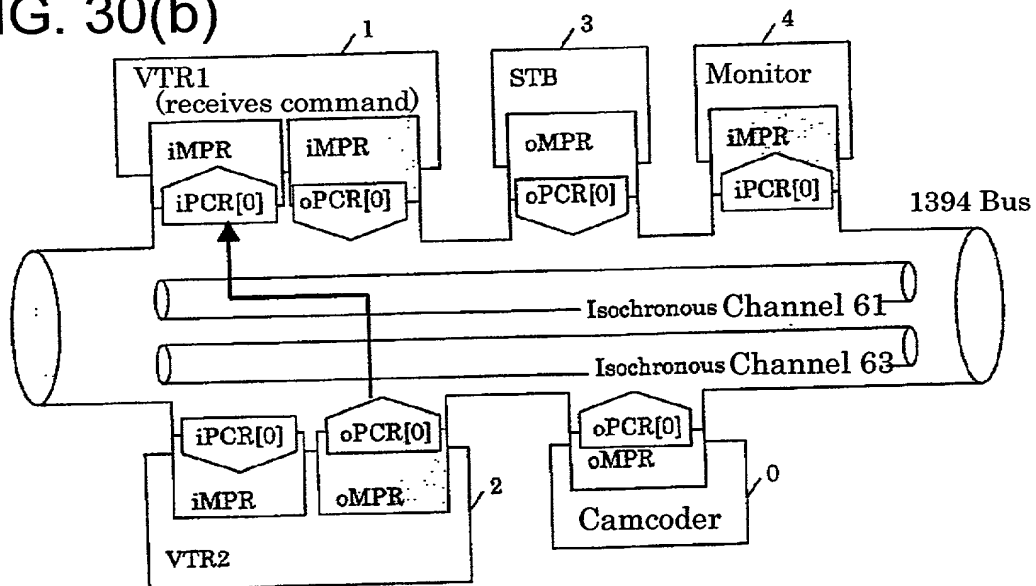 IG. 30(b)
1
3
4
VTR1
(receives command)
STB
Monitor
iMPR
iMPR
oMPR
iMPR
iPCR[0]
oPCR[0]
oPCR[0]
iPCR[0]
1394 Bus
Isochronous Channel 61
Isochronous Channel 63
iPCR[0]
oPCR[0]
oPCR[0]
iMPR
oMPR
oMPR
2
0
Camcoder
VTR2